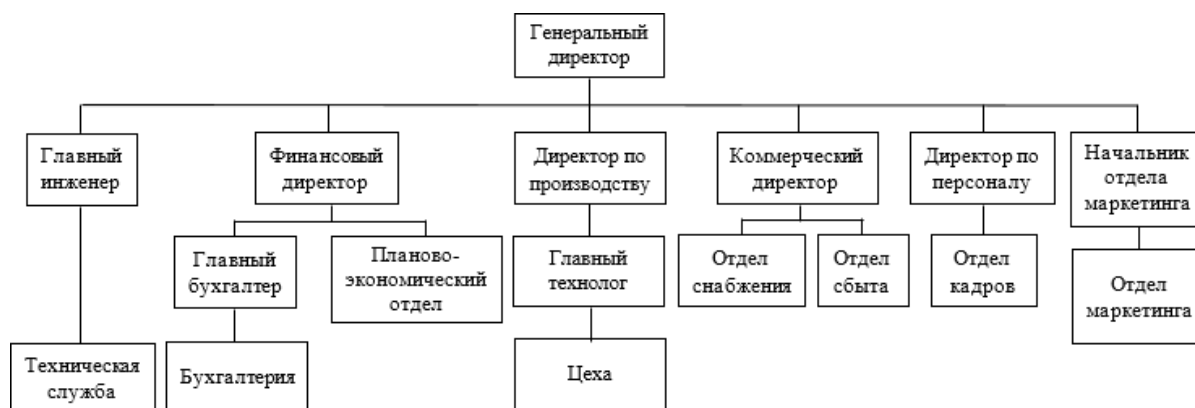 Генеральный
директор
Главный
инженер
Финансовый
директор
Директор по
производству
Коммерческий
директор
Директор по
персоналу
Начальник
отдела
маркетинга
Главный
бухгалтер
Планово-
экономический
отдел
Главный
технолог
Отдел
снабжения
Отдел
сбыта
Отдел
кадров
Отдел
маркетинга
Техническая
служба
Бухгалтерия
Цеха